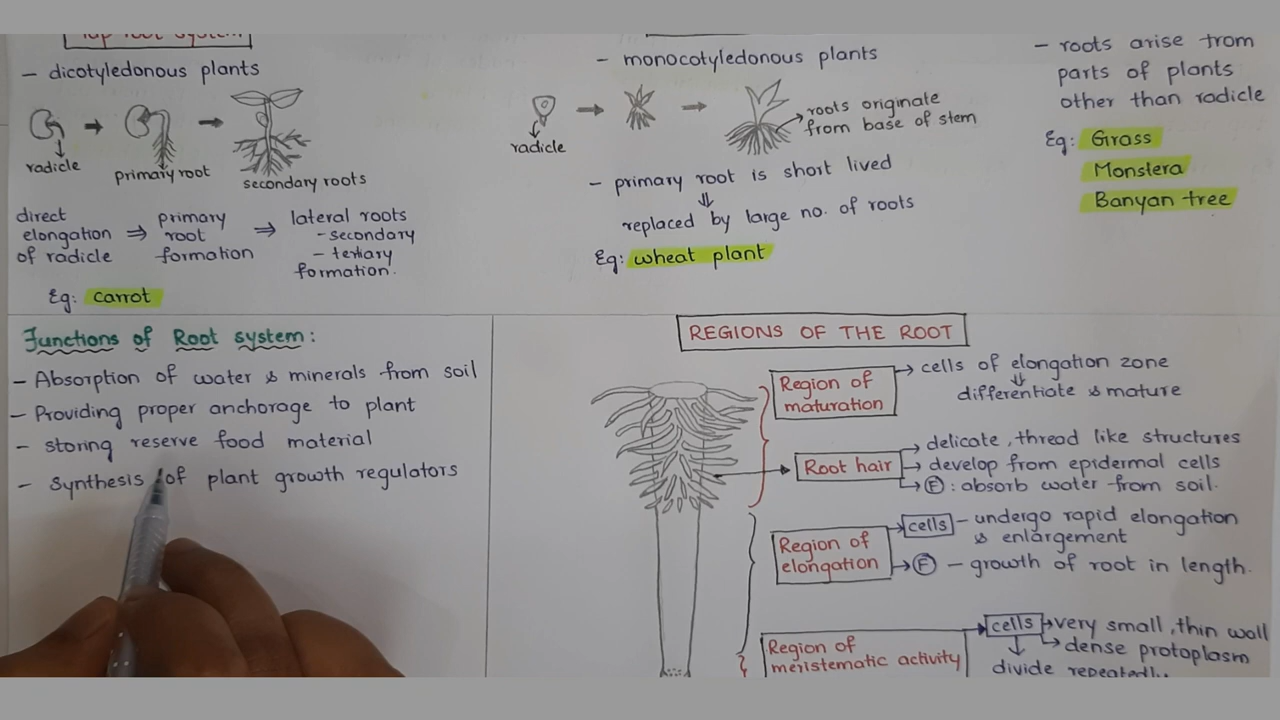 Tap root system
- dicotyledonous plants
radicle
primary root
secondary roots
direct elongation of radicle ⇒ primary root formation ⇒ lateral roots
- secondary
- tertiary
formation.
Eg: carrot
- monocotyledonous plants
radicle
roots originate
from base of stem
- primary root is short lived
⇓
replaced by large no. of roots
Eg: wheat plant
- roots arise from
parts of plants
other than radicle
Eg: Grass
Monstera
Banyan tree
Functions of Root system:
- Absorption of water & minerals from soil
- Providing proper anchorage to plant
- storing reserve food material
- synthesis of plant growth regulators
REGIONS OF THE ROOT
Region of
maturation
→ cells of elongation zone
⇓
differentiate & mature
Root hair
→ delicate, thread like structures
→ develop from epidermal cells
→ Ⓕ: absorb water from soil.
Region of
elongation
→ cells - undergo rapid elongation
& enlargement
→ Ⓕ - growth of root in length.
Region of
meristematic activity
→ cells → very small, thin wall
→ dense protoplasm
↓
divide repeatedly